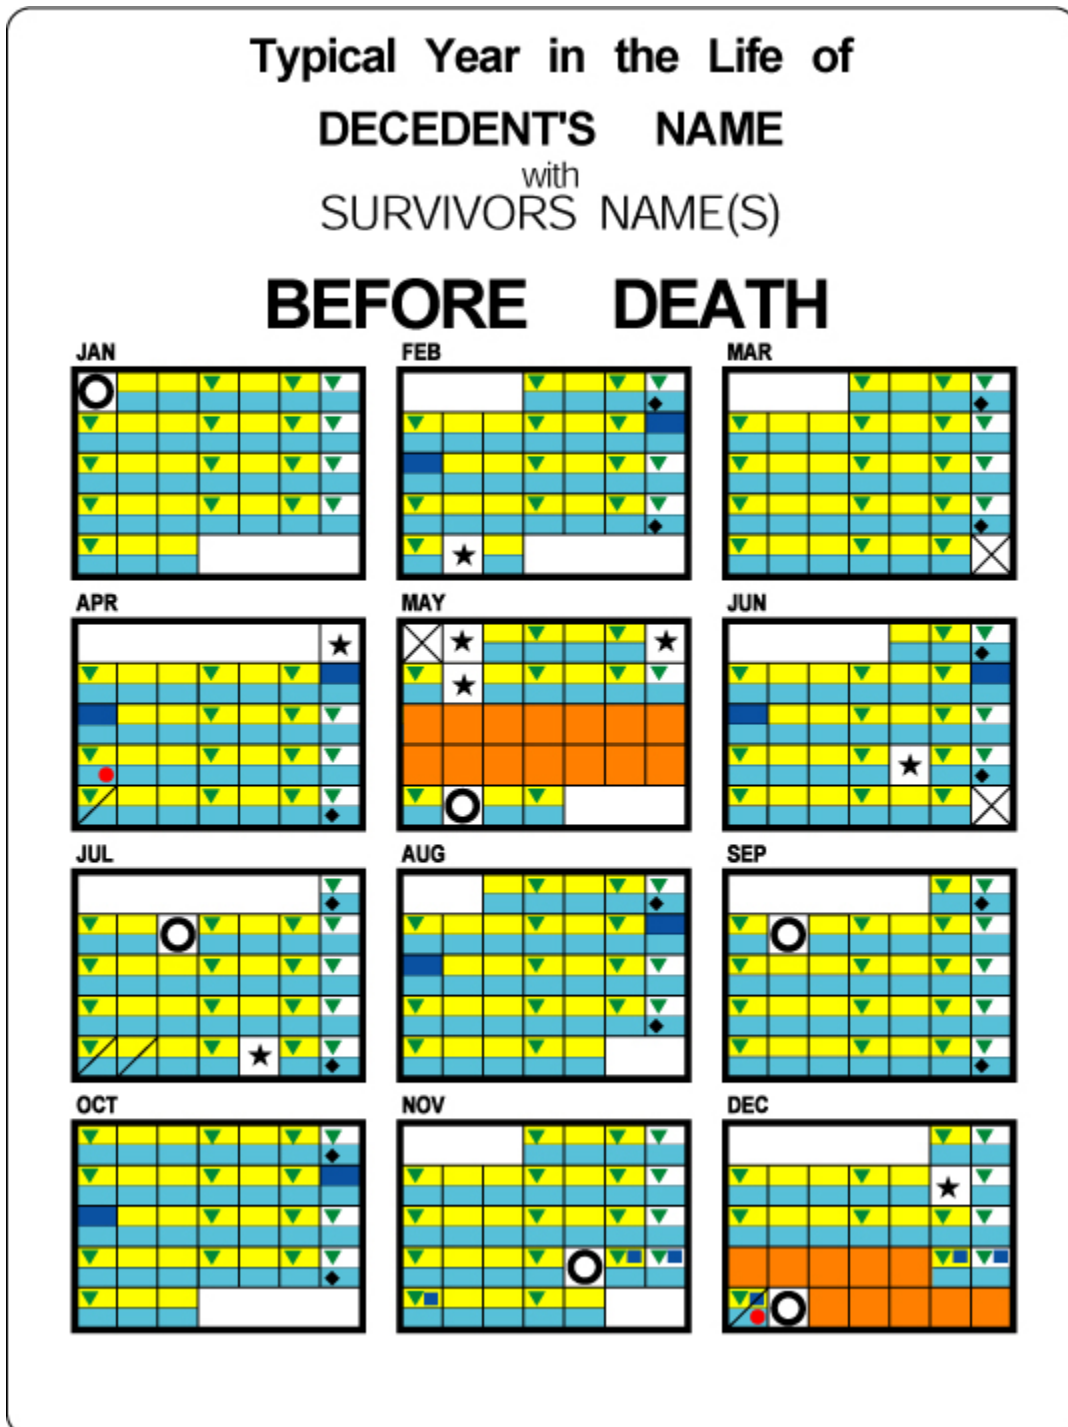 Typical Year in the Life of
DECEDENT'S NAME
with
SURVIVORS NAME(S)
BEFORE DEATH
JAN FEB MAR
APR MAY JUN
JUL AUG SEP
OCT NOV DEC